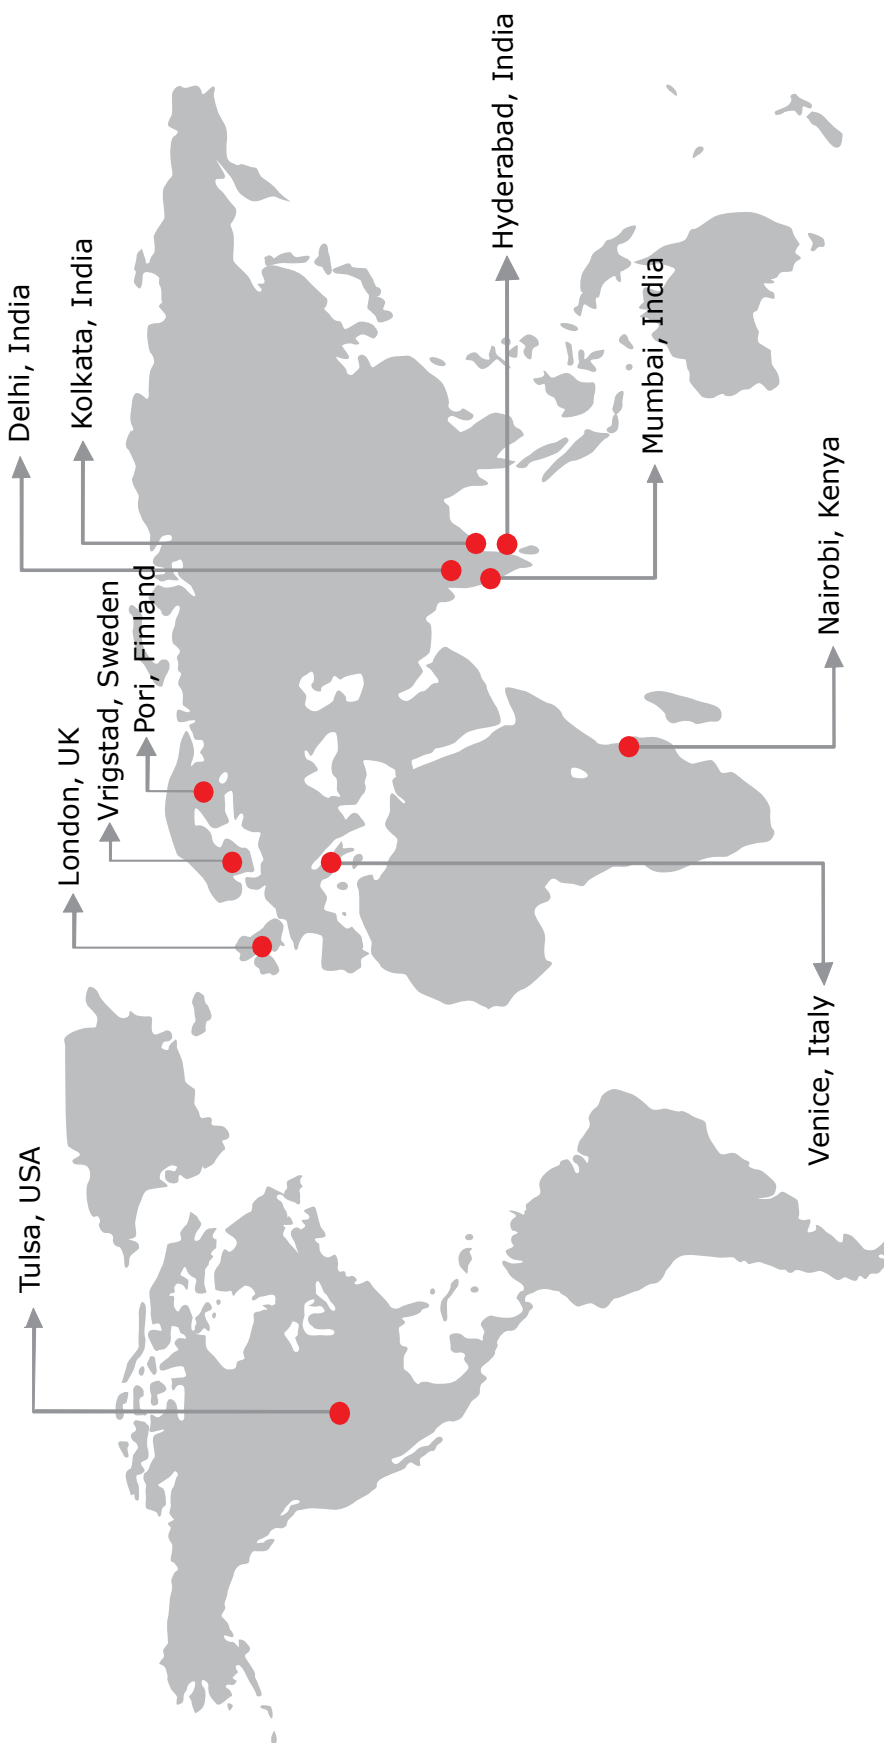 Tulsa, USA
London, UK
Vrigstad, Sweden
Pori, Finland
Delhi, India
Kolkata, India
Hyderabad, India
Mumbai, India
Nairobi, Kenya
Venice, Italy